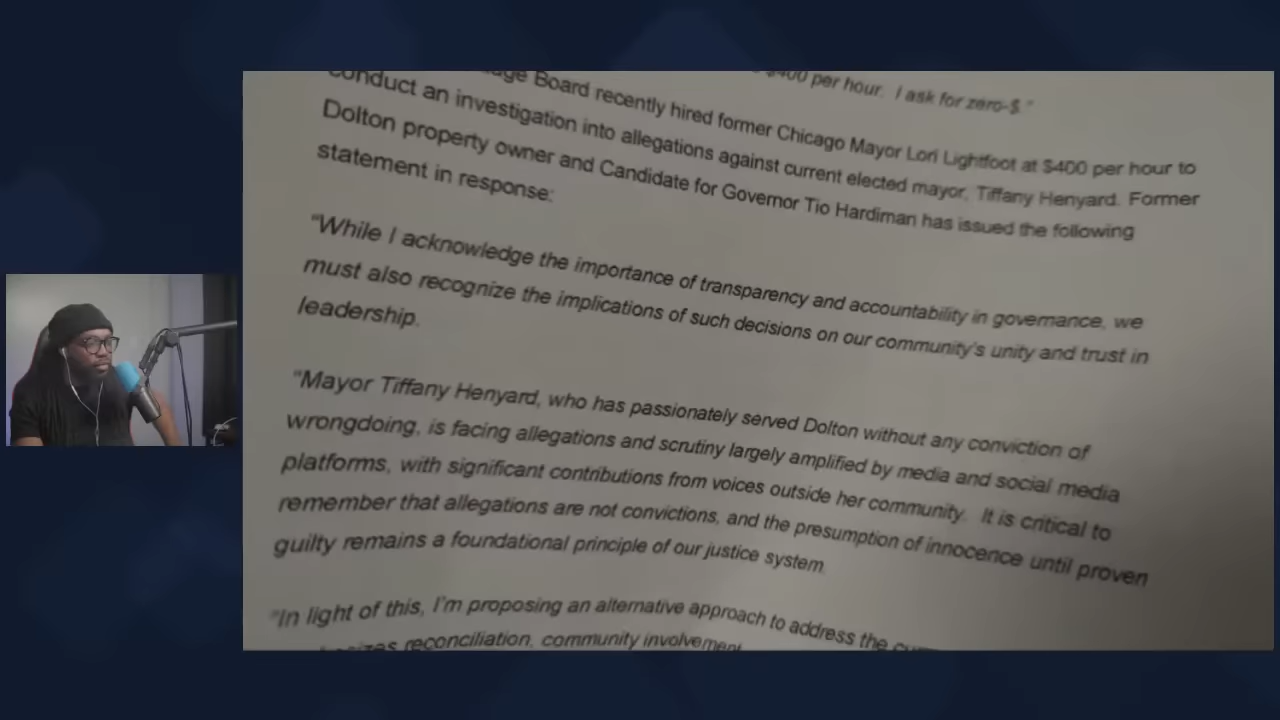 $400 per hour. I ask for zero-$."
Board recently hired former Chicago Mayor Lori Lightfoot at $400 per hour to
conduct an investigation into allegations against current elected mayor, Tiffany Henyard. Former
Dolton property owner and Candidate for Governor Tio Hardiman has issued the following
statement in response:
"While I acknowledge the importance of transparency and accountability in governance, we
must also recognize the implications of such decisions on our community's unity and trust in
leadership.
"Mayor Tiffany Henyard, who has passionately served Dolton without any conviction of
wrongdoing, is facing allegations and scrutiny largely amplified by media and social media
platforms, with significant contributions from voices outside her community. It is critical to
remember that allegations are not convictions, and the presumption of innocence until proven
guilty remains a foundational principle of our justice system.
"In light of this, I'm proposing an alternative approach to address the
reconciliation, community involvement